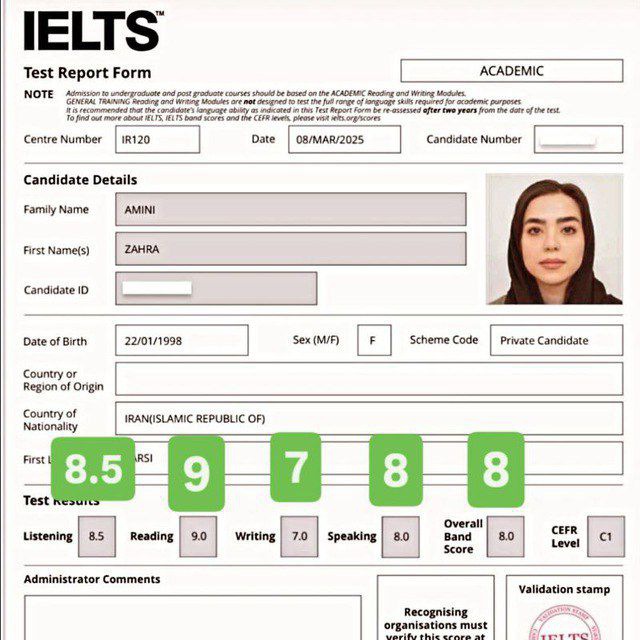 IELTS™
Test Report Form
ACADEMIC
NOTE Admission to undergraduate and post graduate courses should be based on the ACADEMIC Reading and Writing Modules.
GENERAL TRAINING Reading and Writing Modules are not designed to test the full range of language skills required for academic purposes.
It is recommended that the candidate's language ability as indicated in this Test Report Form be re-assessed after two years from the date of the test.
To find out more about IELTS, IELTS band scores and the CEFR levels, please visit ielts.org/scores
Centre Number IR120 Date 08/MAR/2025 Candidate Number
Candidate Details
Family Name AMINI
First Name(s) ZAHRA
Candidate ID
Date of Birth 22/01/1998 Sex (M/F) F Scheme Code Private Candidate
Country or
Region of Origin
Country of
Nationality
IRAN(ISLAMIC REPUBLIC OF)
First
8.5 9 7 8 8
Test Results
Listening 8.5 Reading 9.0 Writing 7.0 Speaking 8.0 Overall Band Score 8.0 CEFR Level C1
Administrator Comments
Recognising
organisations must
verify this score at
Validation stamp
IELTS